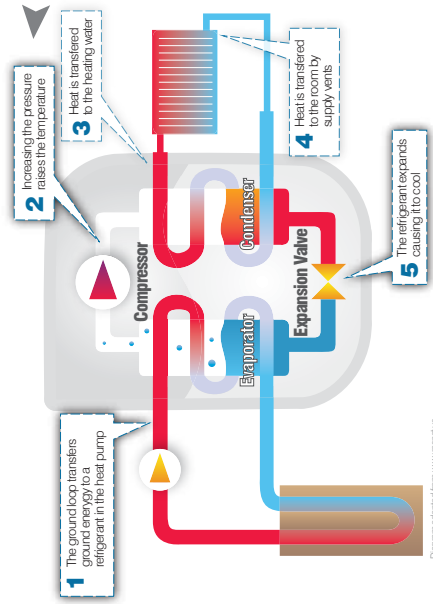 1 The ground loop transfers
ground enenygy to a
refrigerant in the heat pump
2 Increasing the pressure
raises the temperature
3 Heat is transfered
to the heating water
4 Heat is transfered
to the room by
supply vents
5 The refrigerant expands
causing it to cool
Compressor
Evaporator
Condenser
Expansion Valve